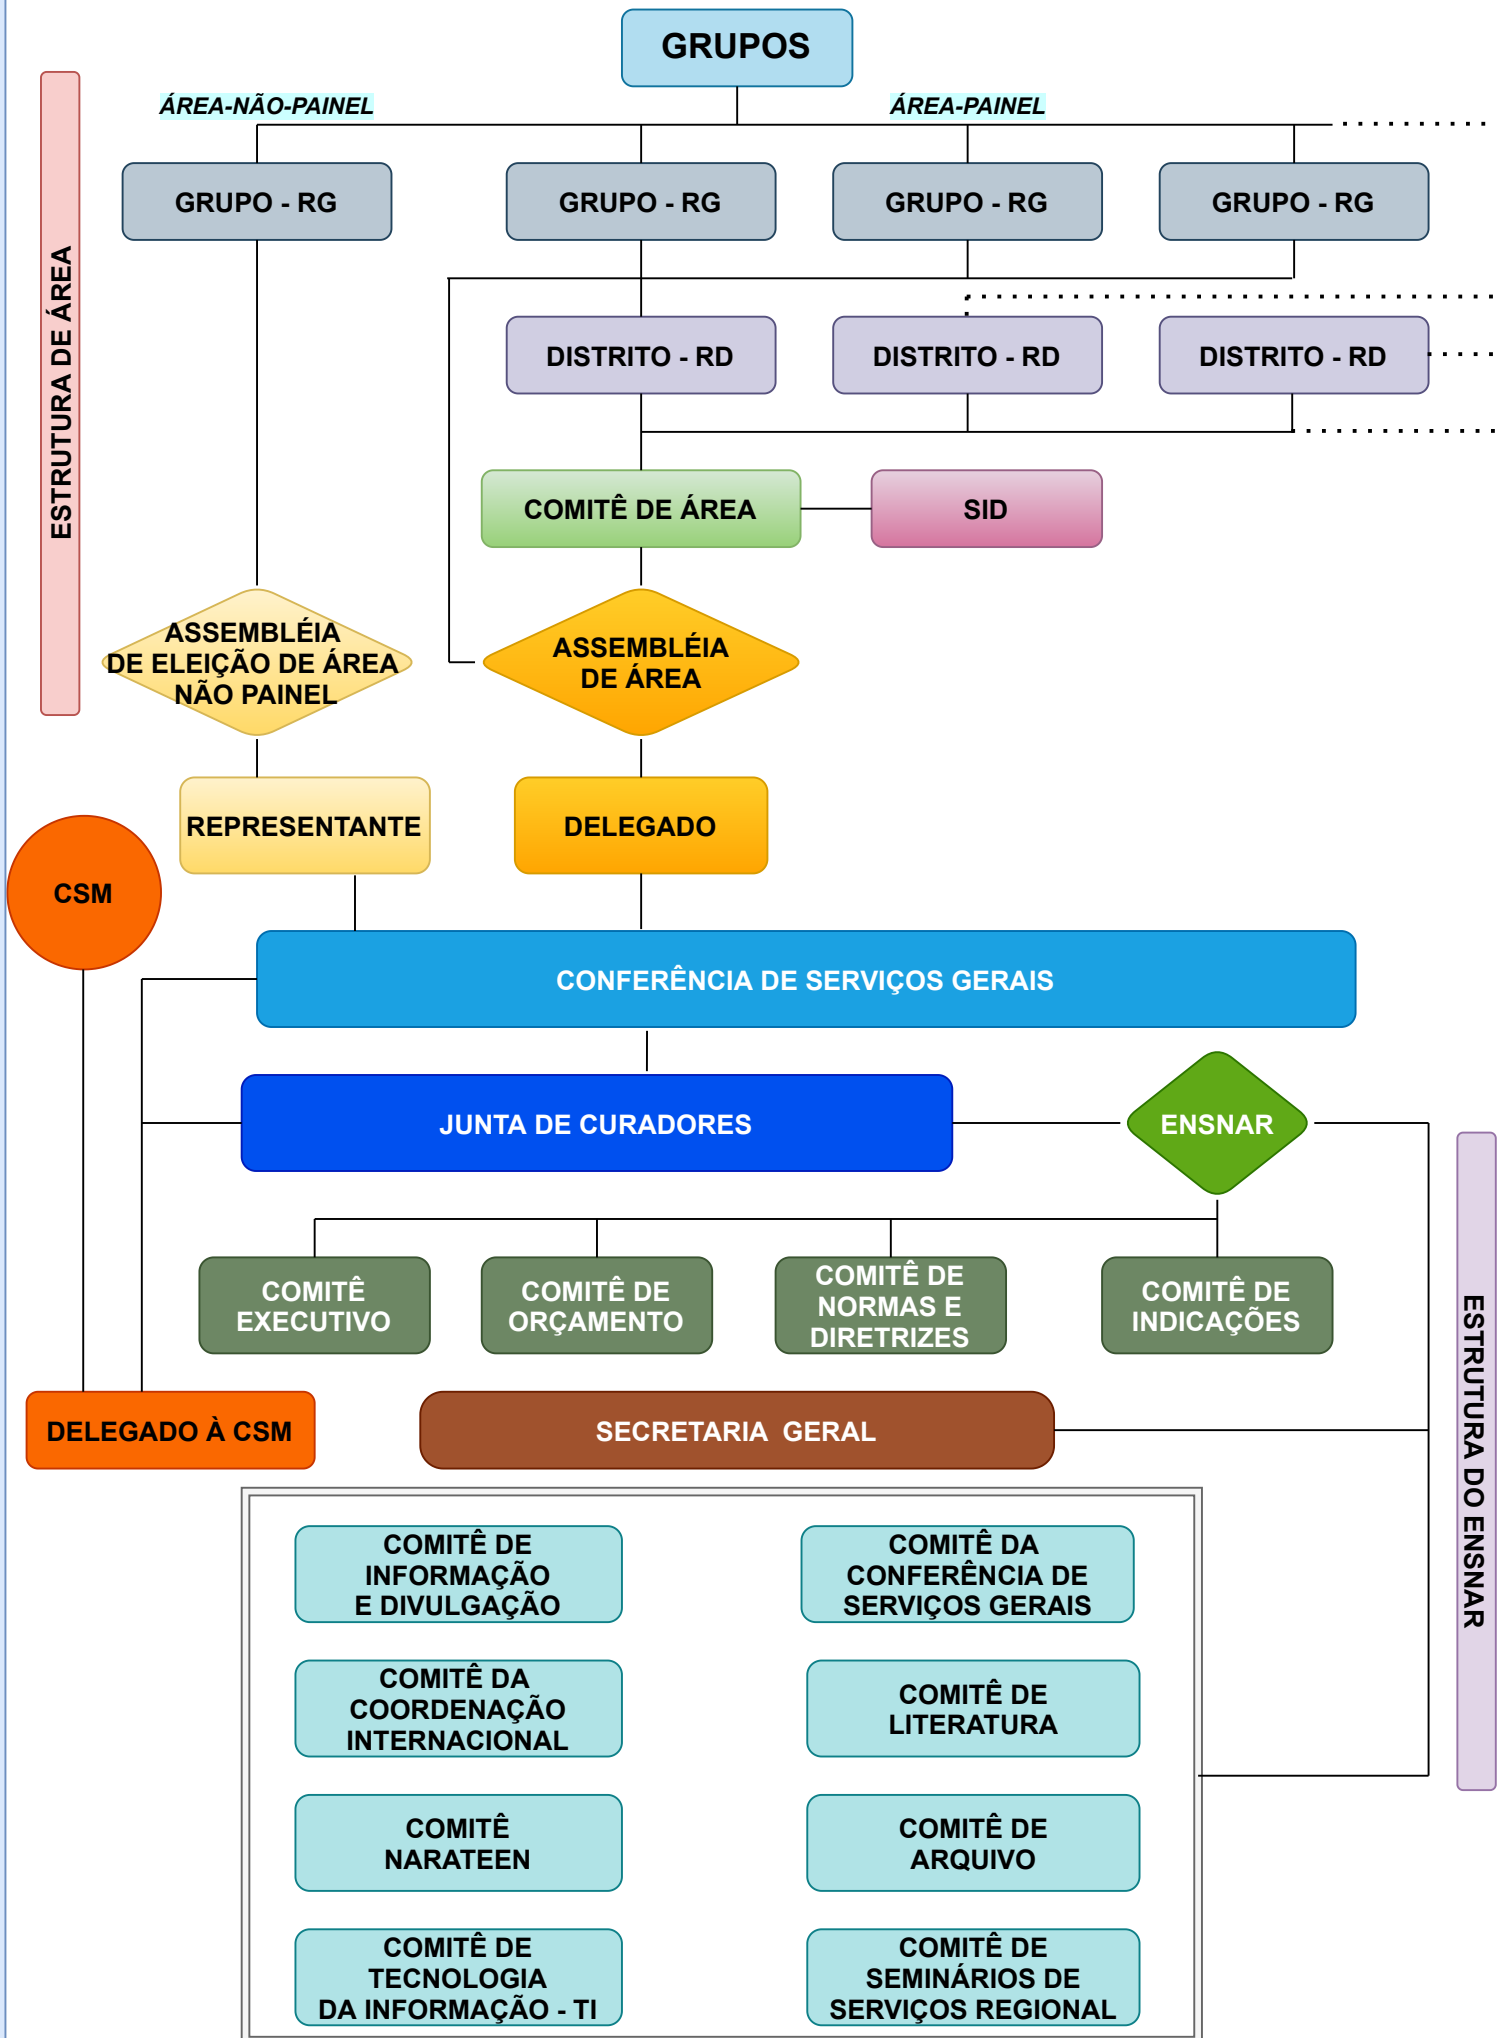 GRUPOS
ÁREA-NÃO-PAINEL
ÁREA-PAINEL
ESTRUTURA DE ÁREA
GRUPO - RG
GRUPO - RG
GRUPO - RG
GRUPO - RG
DISTRITO - RD
DISTRITO - RD
DISTRITO - RD
COMITÊ DE ÁREA
SID
ASSEMBLÉIA
DE ELEIÇÃO DE ÁREA
NÃO PAINEL
ASSEMBLÉIA
DE ÁREA
REPRESENTANTE
DELEGADO
CSM
CONFERÊNCIA DE SERVIÇOS GERAIS
JUNTA DE CURADORES
ENSNAR
ESTRUTURA DO ENSNAR
COMITÊ
EXECUTIVO
COMITÊ DE
ORÇAMENTO
COMITÊ DE
NORMAS E
DIRETRIZES
COMITÊ DE
INDICAÇÕES
DELEGADO À CSM
SECRETARIA  GERAL
COMITÊ DE
INFORMAÇÃO
E DIVULGAÇÃO
COMITÊ DA
CONFERÊNCIA DE
SERVIÇOS GERAIS
COMITÊ DA
COORDENAÇÃO
INTERNACIONAL
COMITÊ DE
LITERATURA
COMITÊ
NARATEEN
COMITÊ DE
ARQUIVO
COMITÊ DE
TECNOLOGIA
DA INFORMAÇÃO - TI
COMITÊ DE
SEMINÁRIOS DE
SERVIÇOS REGIONAL